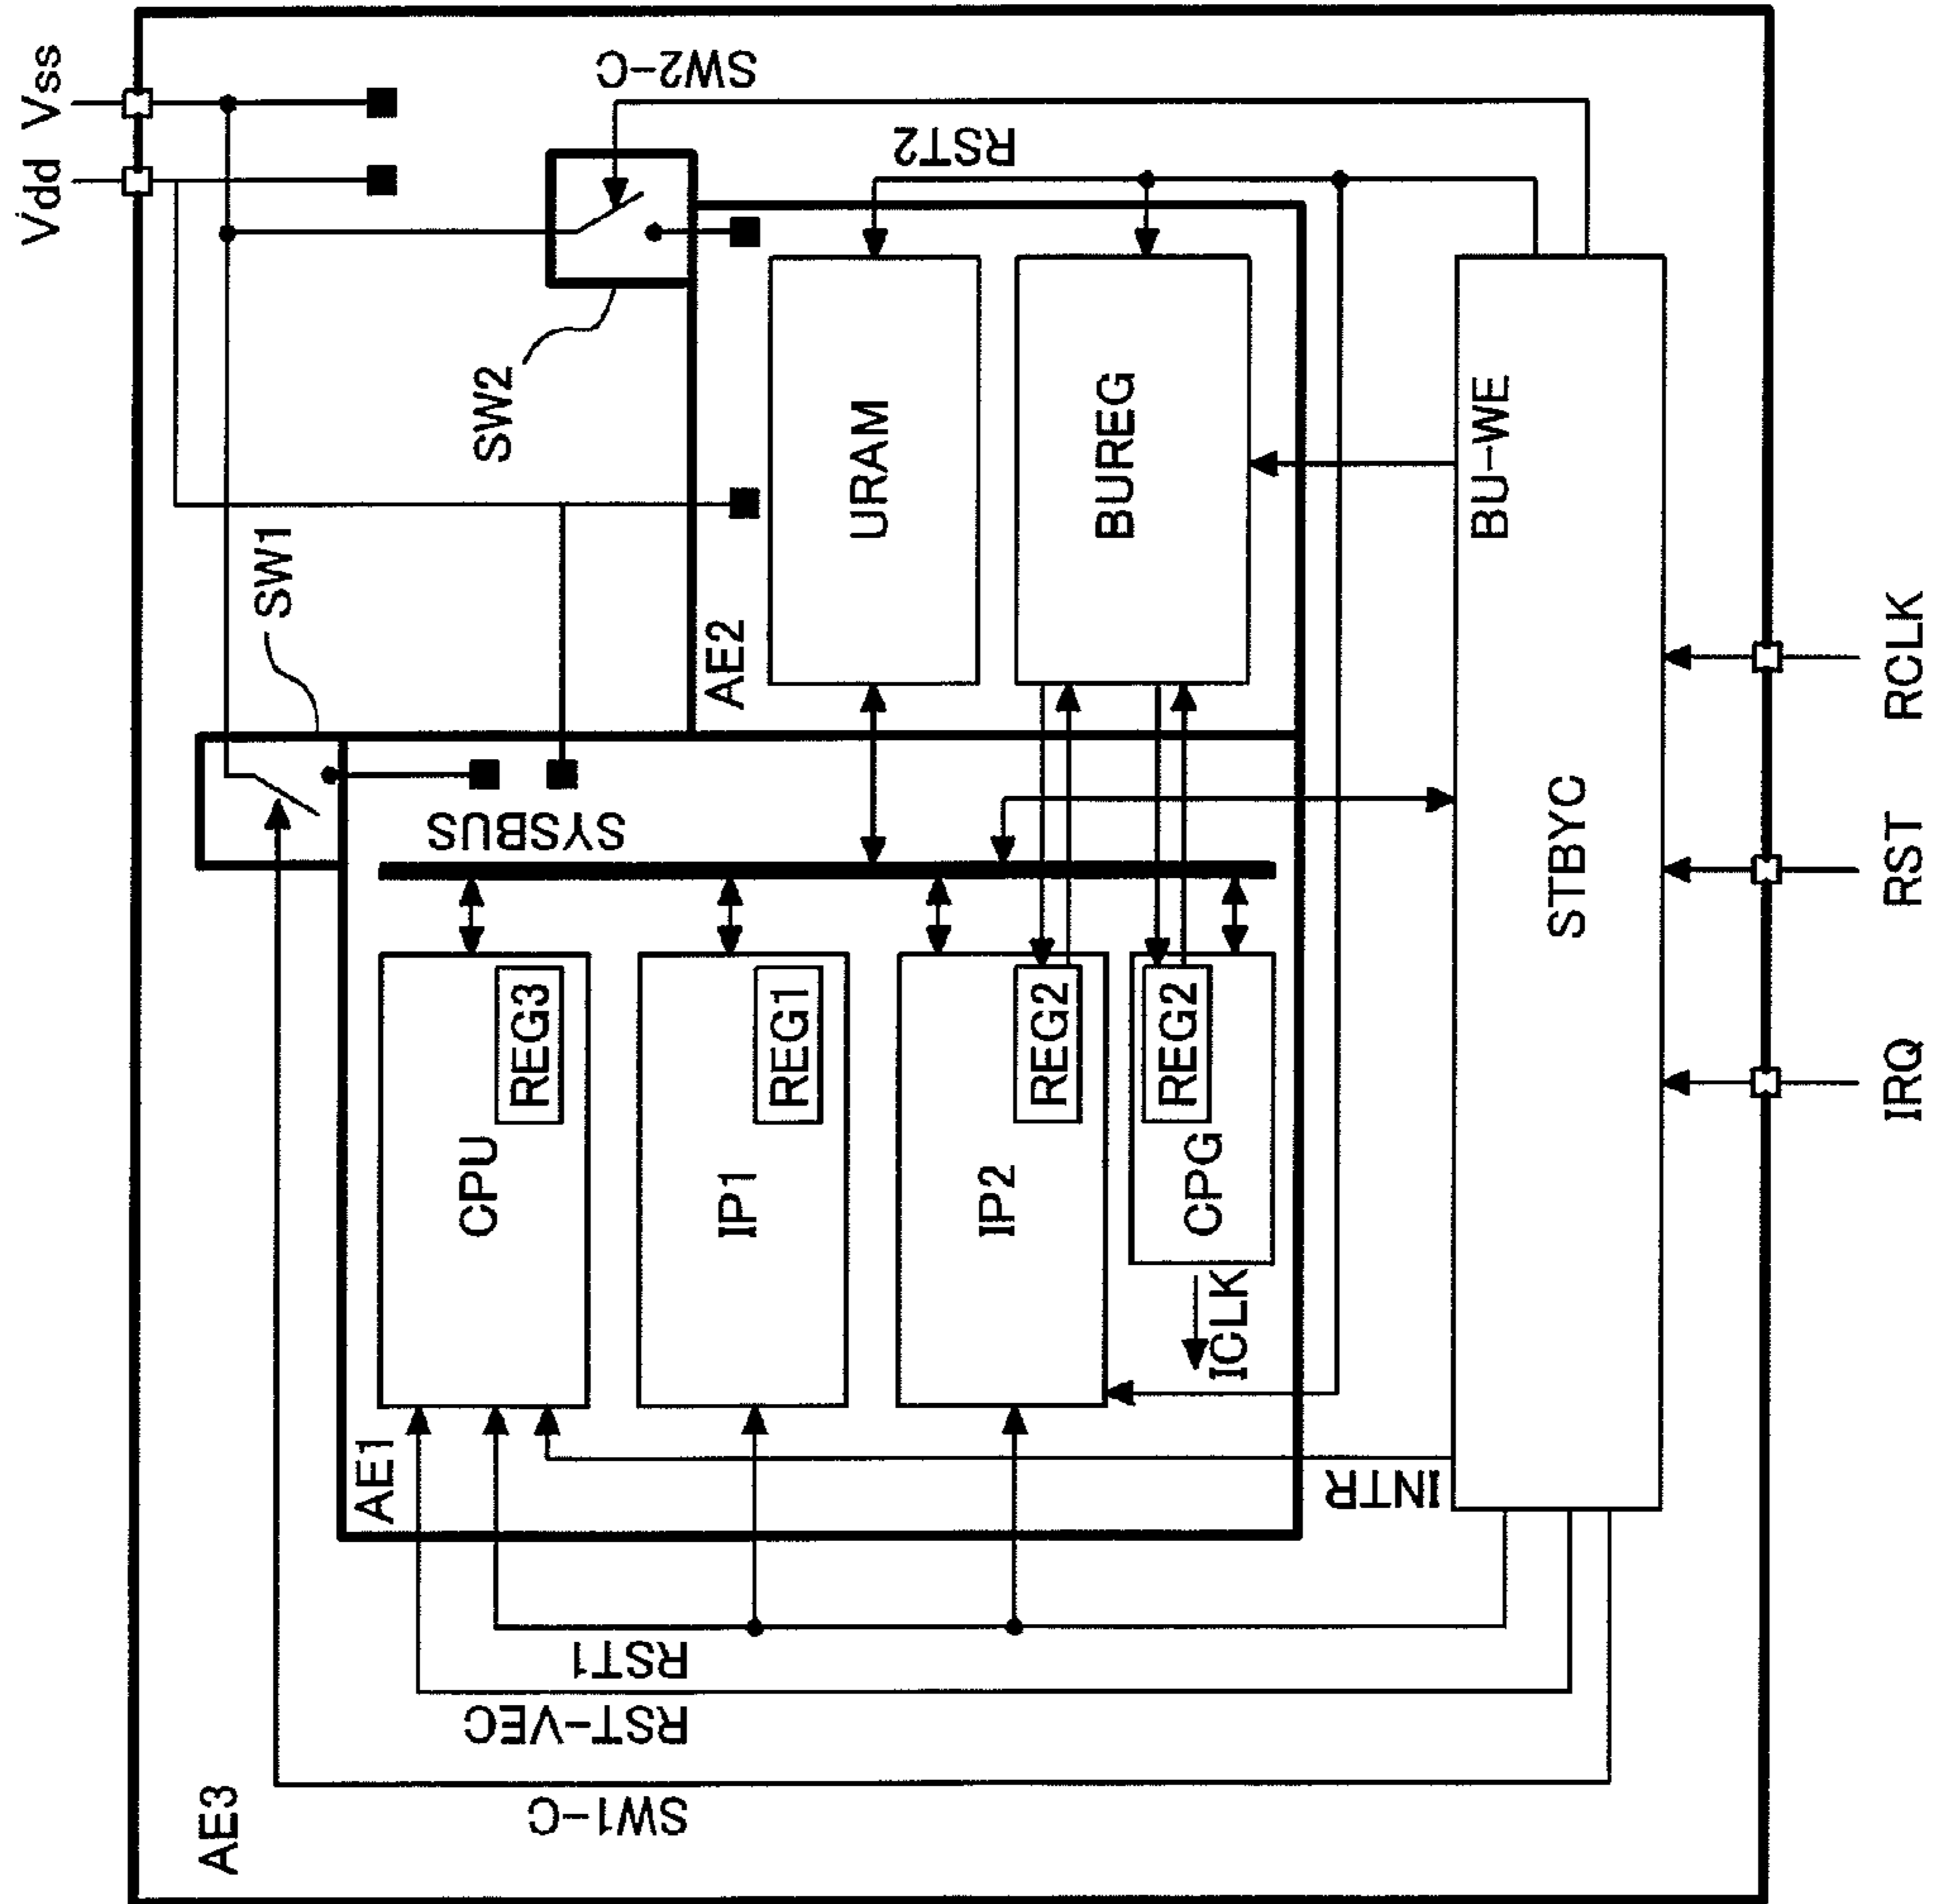 Vdd
Vss
AE3
SW1
SW2
SW2-C
RST2
AE1
SYSBUS
AE2
CPU
REG3
IP1
REG1
IP2
REG2
CPG
REG2
ICLK
URAM
BUREG
RST1
RST-VEC
SW1-C
INTR
BU-WE
STBYC
IRQ
RST
RCLK